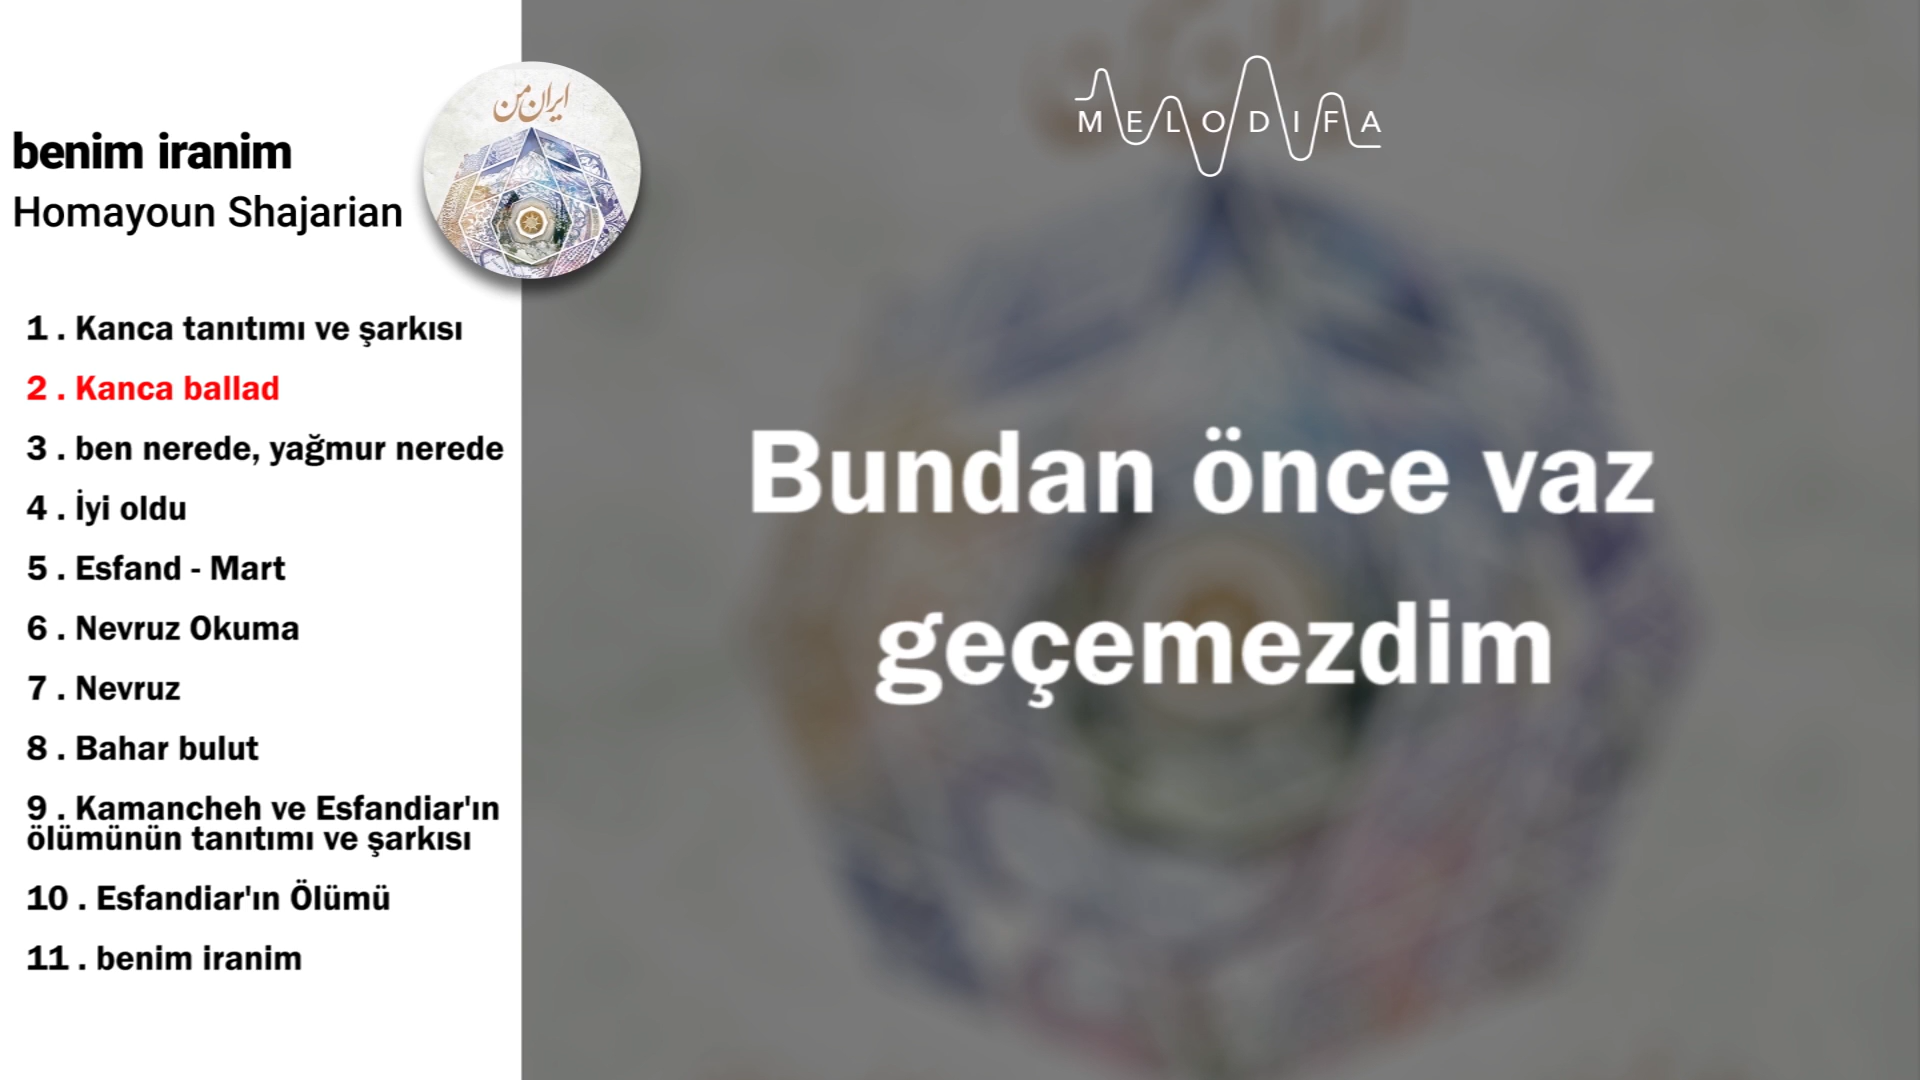 benim iranim
Homayoun Shajarian
ایران من
1 . Kanca tanıtımı ve şarkısı
2 . Kanca ballad
3 . ben nerede, yağmur nerede
4 . İyi oldu
5 . Esfand - Mart
6 . Nevruz Okuma
7 . Nevruz
8 . Bahar bulut
9 . Kamancheh ve Esfandiar'ın
ölümünün tanıtımı ve şarkısı
10 . Esfandiar'ın Ölümü
11 . benim iranim
MELODIFA
Bundan önce vaz
geçemezdim